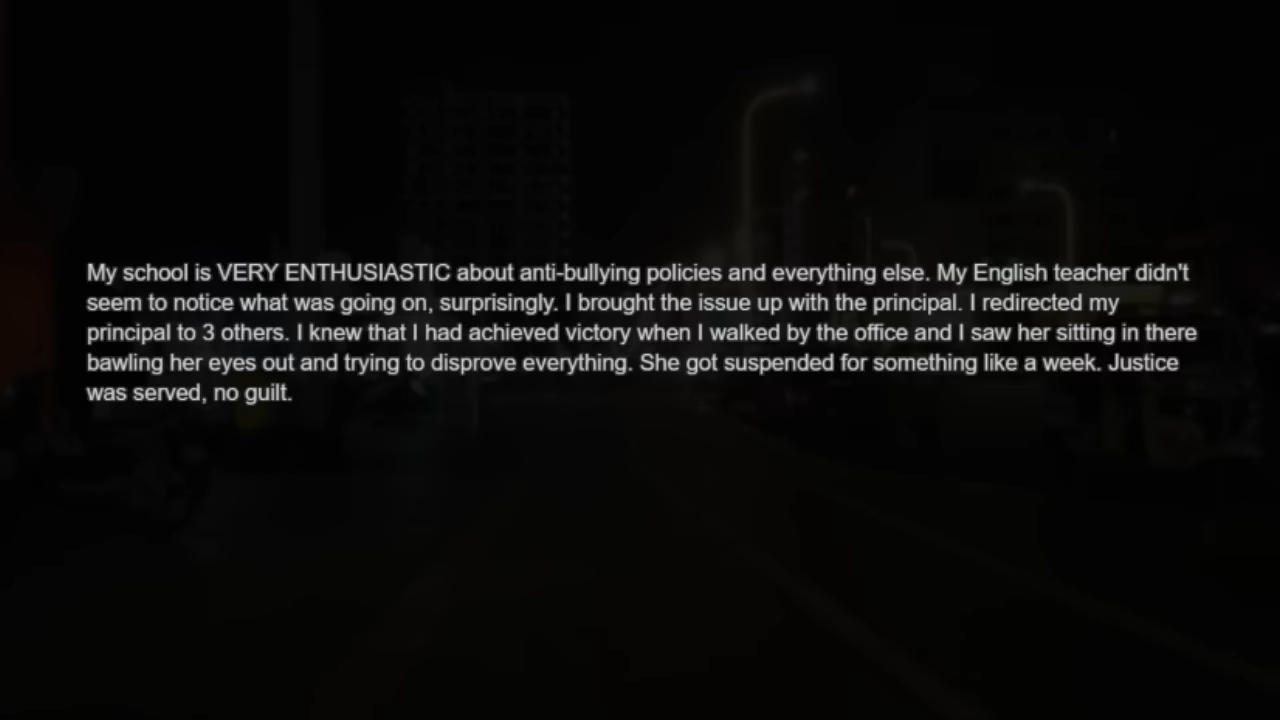 My school is VERY ENTHUSIASTIC about anti-bullying policies and everything else. My English teacher didn't
seem to notice what was going on, surprisingly. I brought the issue up with the principal. I redirected my
principal to 3 others. I knew that I had achieved victory when I walked by the office and I saw her sitting in there
bawling her eyes out and trying to disprove everything. She got suspended for something like a week. Justice
was served, no guilt.